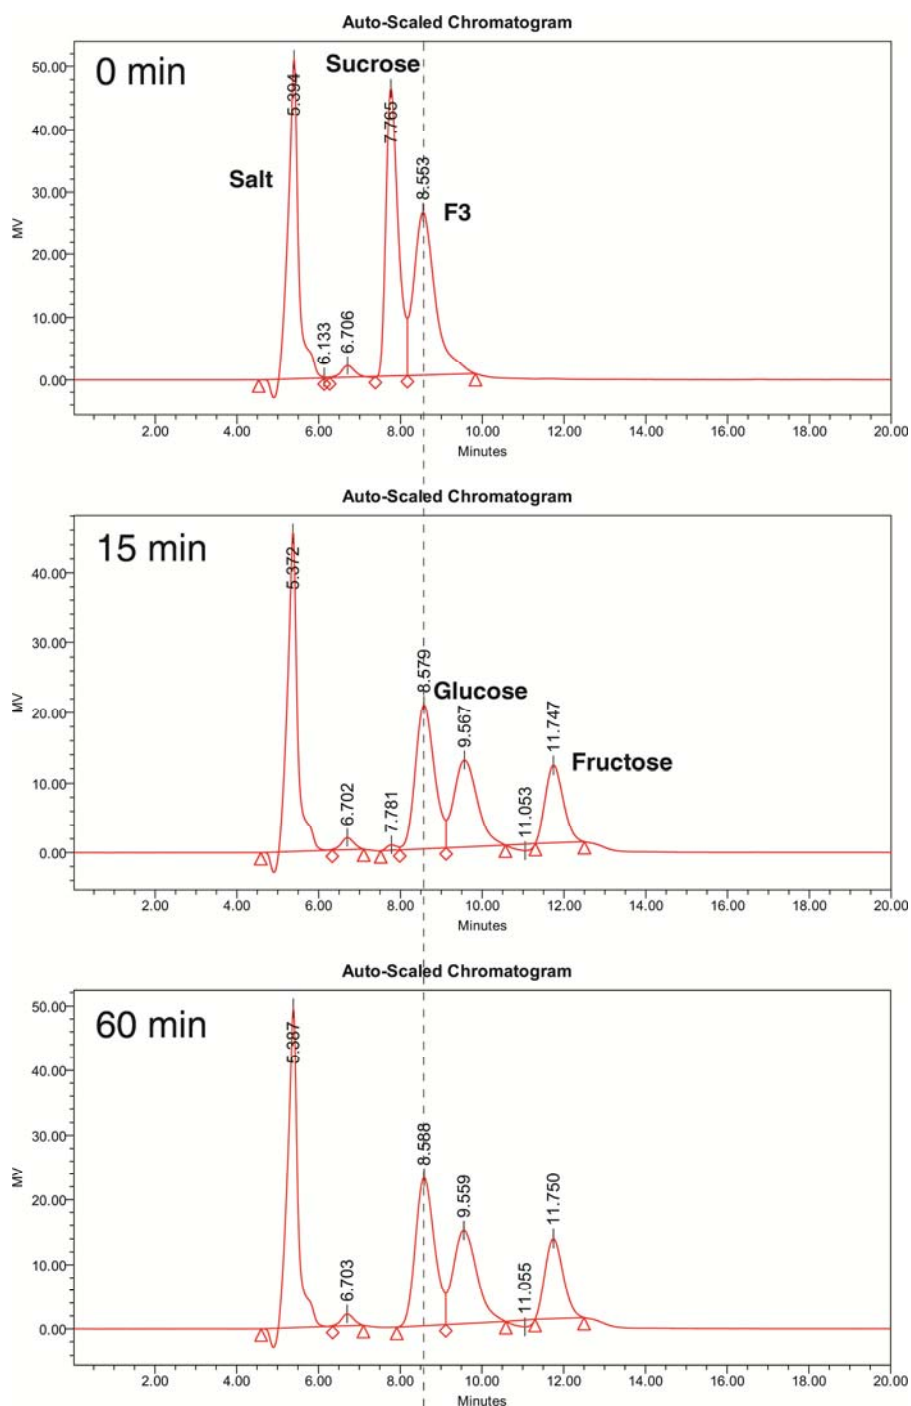 Auto-Scaled Chromatogram
0 min
Sucrose
Salt
F3
5.394
6.133
6.706
7.765
8.553
MV
50.00
40.00
30.00
20.00
10.00
0.00
2.00 4.00 6.00 8.00 10.00 12.00 14.00 16.00 18.00 20.00
Minutes
Auto-Scaled Chromatogram
15 min
Glucose
Fructose
5.372
6.702
7.781
8.579
9.567
11.053
11.747
MV
40.00
30.00
20.00
10.00
0.00
2.00 4.00 6.00 8.00 10.00 12.00 14.00 16.00 18.00 20.00
Minutes
Auto-Scaled Chromatogram
60 min
5.387
6.703
8.588
9.559
11.055
11.750
MV
50.00
40.00
30.00
20.00
10.00
0.00
2.00 4.00 6.00 8.00 10.00 12.00 14.00 16.00 18.00 20.00
Minutes